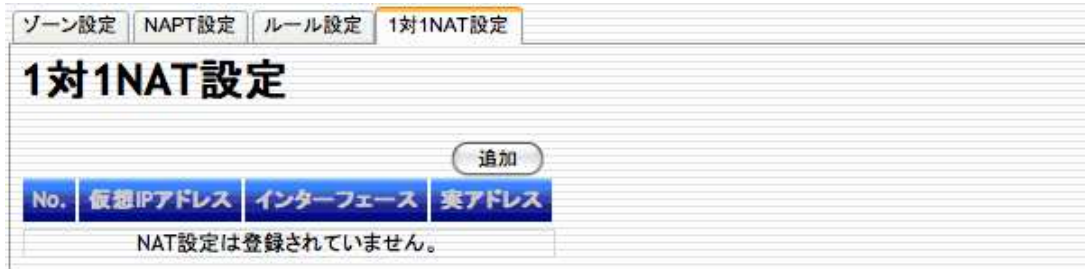 ゾーン設定 NAPT設定 ルール設定 1対1NAT設定
1対1NAT設定
追加
No. 仮想IPアドレス インターフェース 実アドレス
NAT設定は登録されていません。